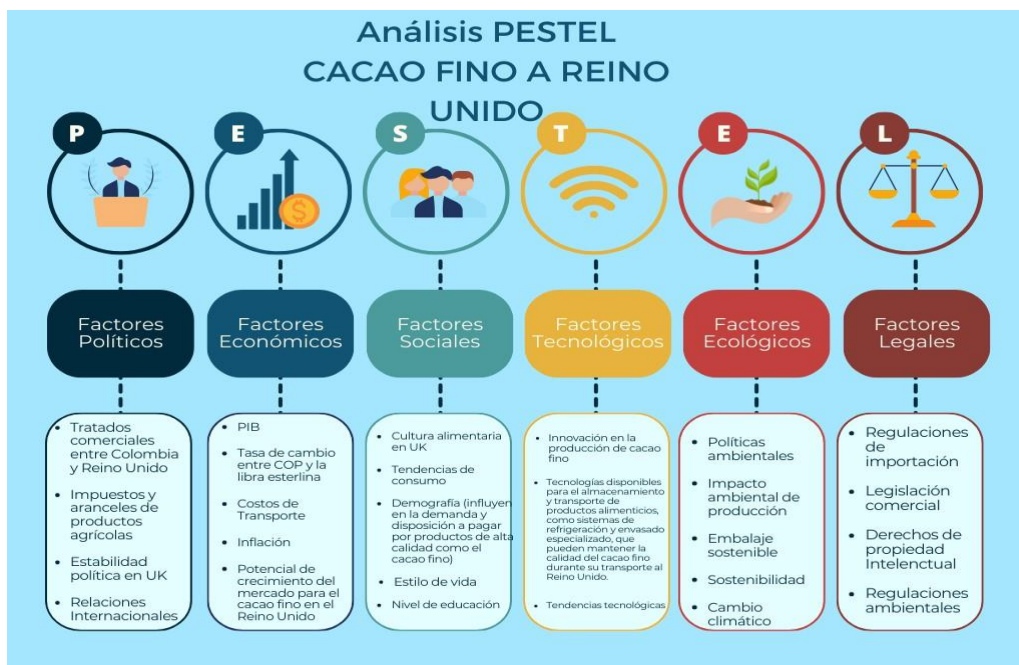 Análisis PESTEL
CACAO FINO A REINO
UNIDO
P
E
S
T
E
L
Factores
Políticos
Factores
Económicos
Factores
Sociales
Factores
Tecnológicos
Factores
Ecológicos
Factores
Legales
• Tratados
comerciales
entre Colombia
y Reino Unido
• Impuestos y
aranceles de
productos
agrícolas
• Estabilidad
política en UK
• Relaciones
Internacionales
• PIB
• Tasa de cambio
entre COP y la
libra esterlina
• Costos de
Transporte
• Inflación
• Potencial de
crecimiento del
mercado para el
cacao fino en el
Reino Unido
• Cultura alimentaria
en UK
• Tendencias de
consumo
• Demografía (influyen
en la demanda y
disposición a pagar
por productos de alta
calidad como el
cacao fino)
• Estilo de vida
• Nivel de educación
• Innovación en la
producción de cacao
fino
• Tecnologías disponibles
para el almacenamiento
y transporte de
productos alimenticios,
como sistemas de
refrigeración y envasado
especializado, que
pueden mantener la
calidad del cacao fino
durante su transporte al
Reino Unido.
• Tendencias tecnológicas
• Políticas
ambientales
• Impacto
ambiental de
producción
• Embalaje
sostenible
• Sostenibilidad
• Cambio
climático
• Regulaciones
de
importación
• Legislación
comercial
• Derechos de
propiedad
Intelenctual
• Regulaciones
ambientales